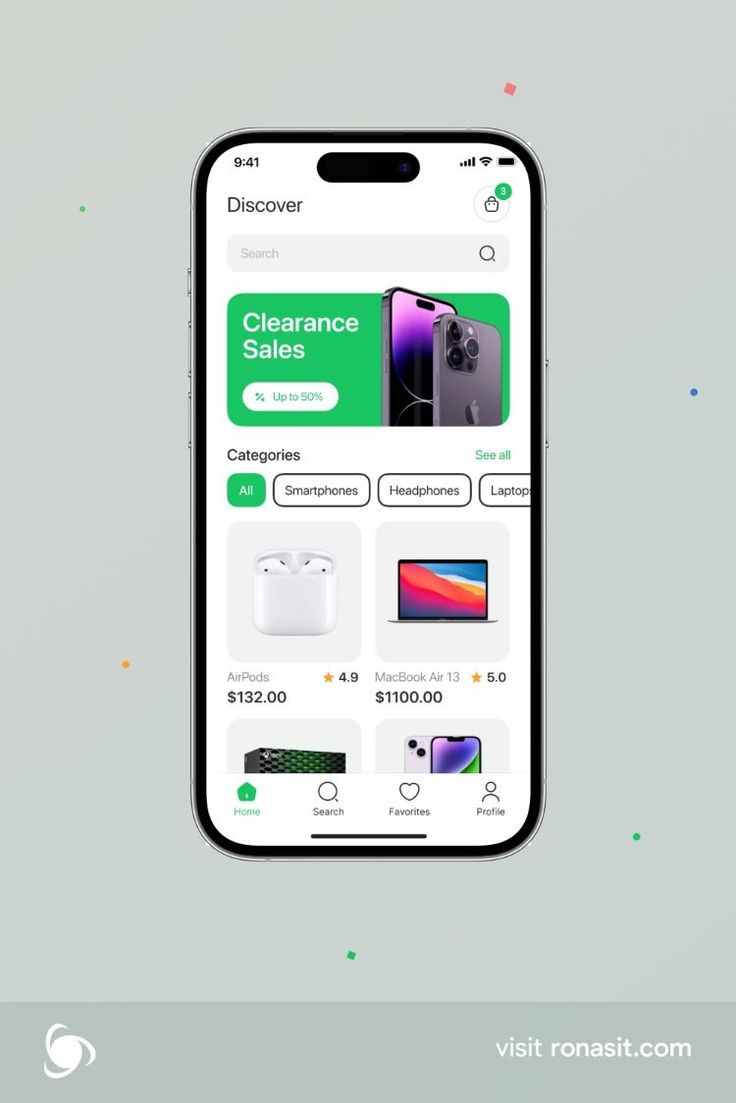 9:41
Discover
3
Search
Clearance
Sales
% Up to 50%
Categories
See all
All
Smartphones
Headphones
Laptop
AirPods
4.9
MacBook Air 13
5.0
$132.00
$1100.00
XBOX
Home
Search
Favorites
Profile
visit ronasit.com